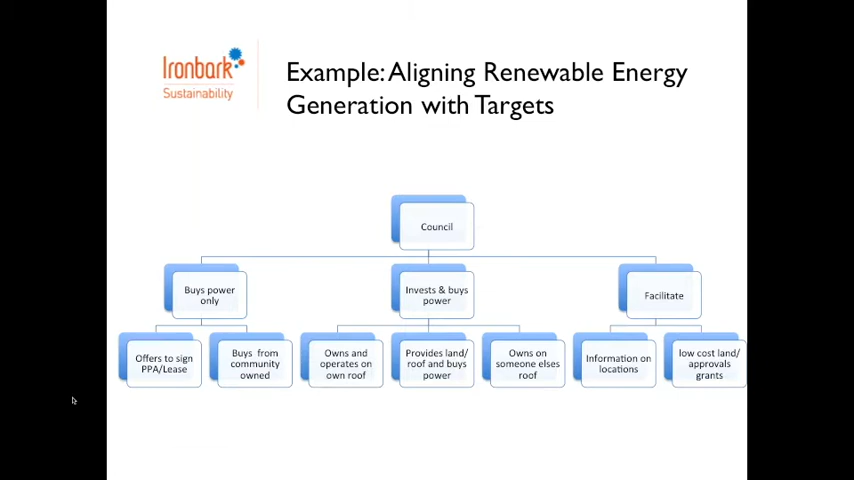 Ironbark
Sustainability
Example: Aligning Renewable Energy
Generation with Targets
Council
Buys power
only
Invests & buys
power
Facilitate
Offers to sign
PPA/Lease
Buys from
community
owned
Owns and
operates on
own roof
Provides land/
roof and buys
power
Owns on
someone elses
roof
Information on
locations
low cost land/
approvals
grants